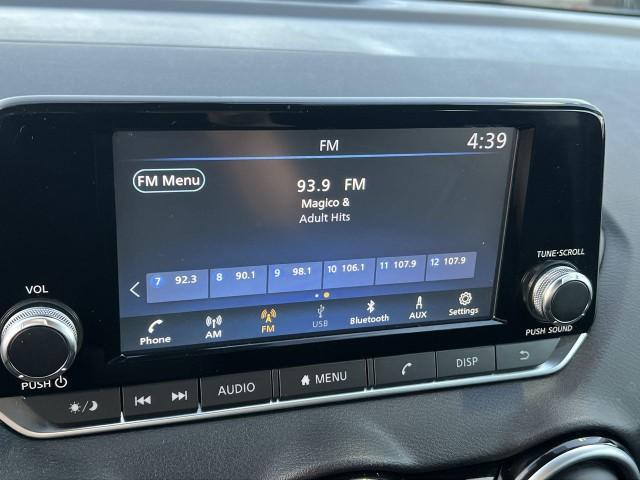 FM 4:39
FM Menu
93.9 FM
Magico &
Adult Hits
7 92.3 8 90.1 9 98.1 10 106.1 11 107.9 12 107.9
Phone AM FM USB Bluetooth AUX Settings
VOL
PUSH
TUNE·SCROLL
PUSH SOUND
AUDIO MENU DISP